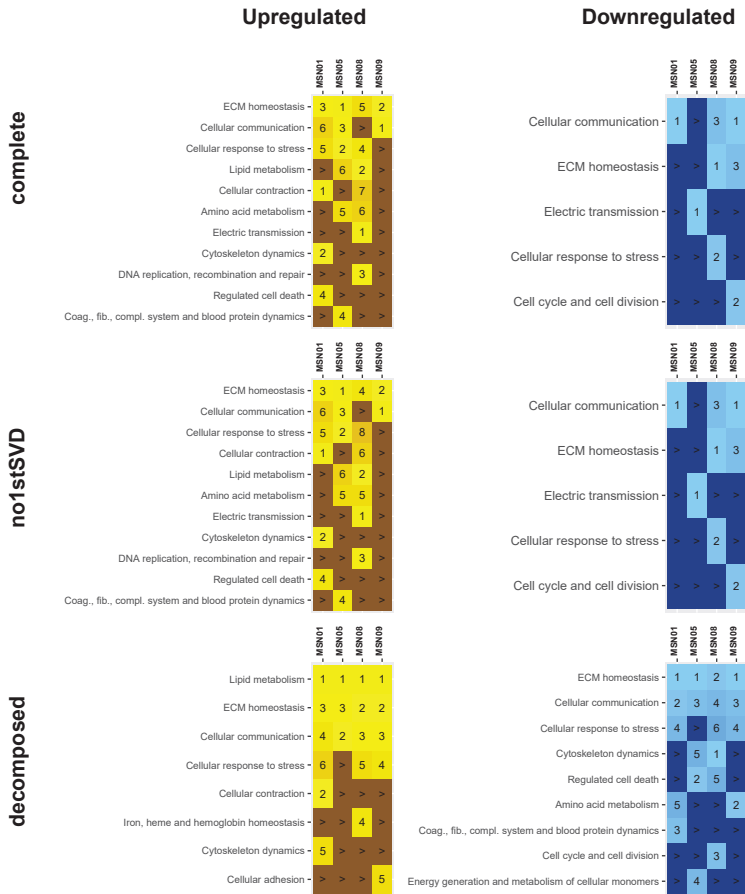 Upregulated Downregulated
complete
MSN01 MSN05 MSN08 MSN09
ECM homeostasis 3 1 5 2
Cellular communication 6 3 > 1
Cellular response to stress 5 2 4 >
Lipid metabolism > 6 2 >
Cellular contraction 1 > 7 >
Amino acid metabolism > 5 6 >
Electric transmission > > 1 >
Cytoskeleton dynamics 2 > > >
DNA replication, recombination and repair > > 3 >
Regulated cell death 4 > > >
Coag., fib., compl. system and blood protein dynamics > 4 > >
MSN01 MSN05 MSN08 MSN09
Cellular communication 1 > 3 1
ECM homeostasis > > 1 3
Electric transmission > 1 > >
Cellular response to stress > > 2 >
Cell cycle and cell division > > > 2
no1stSVD
MSN01 MSN05 MSN08 MSN09
ECM homeostasis 3 1 4 2
Cellular communication 6 3 > 1
Cellular response to stress 5 2 8 >
Cellular contraction 1 > 6 >
Lipid metabolism > 6 2 >
Amino acid metabolism > 5 5 >
Electric transmission > > 1 >
Cytoskeleton dynamics 2 > > >
DNA replication, recombination and repair > > 3 >
Regulated cell death 4 > > >
Coag., fib., compl. system and blood protein dynamics > 4 > >
MSN01 MSN05 MSN08 MSN09
Cellular communication 1 > 3 1
ECM homeostasis > > 1 3
Electric transmission > 1 > >
Cellular response to stress > > 2 >
Cell cycle and cell division > > > 2
decomposed
MSN01 MSN05 MSN08 MSN09
Lipid metabolism 1 1 1 1
ECM homeostasis 3 3 2 2
Cellular communication 4 2 3 3
Cellular response to stress 6 > 5 4
Cellular contraction 2 > > >
Iron, heme and hemoglobin homeostasis > > 4 >
Cytoskeleton dynamics 5 > > >
Cellular adhesion > > > 5
MSN01 MSN05 MSN08 MSN09
ECM homeostasis 1 1 2 1
Cellular communication 2 3 4 3
Cellular response to stress 4 > 6 4
Cytoskeleton dynamics > 5 1 >
Regulated cell death > 2 5 >
Amino acid metabolism 5 > > 2
Coag., fib., compl. system and blood protein dynamics 3 > > >
Cell cycle and cell division > > 3 >
Energy generation and metabolism of cellular monomers > 4 > >